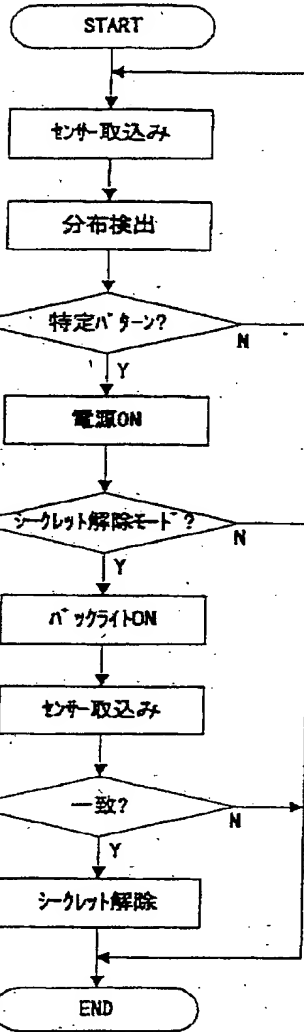 START
センサー取込み
分布検出
特定パターン?
N
Y
電源ON
シークレット解除モード?
N
Y
バックライトON
センサー取込み
一致?
N
Y
シークレット解除
END